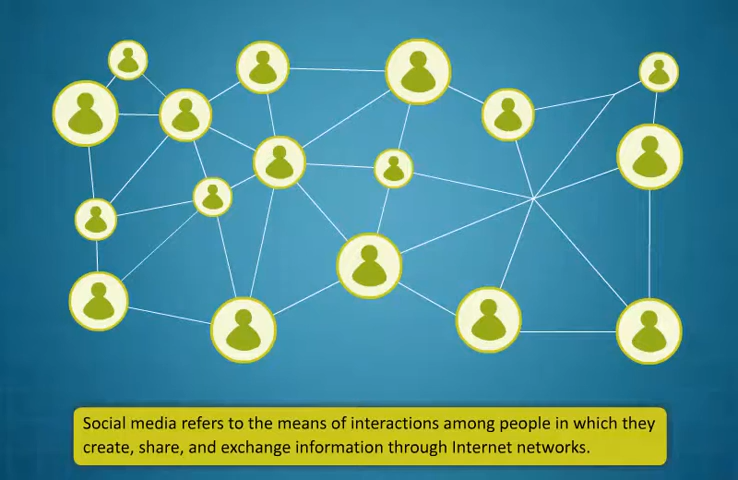 Social media refers to the means of interactions among people in which they
create, share, and exchange information through Internet networks.